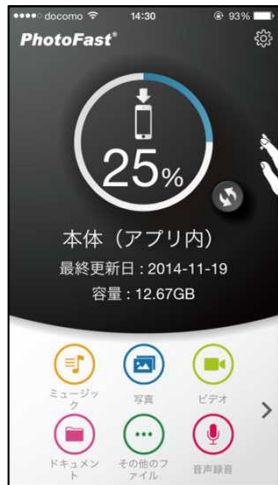 docomo 14:30 93%
PhotoFast®
25%
本体（アプリ内）
最終更新日 : 2014-11-19
容量 : 12.67GB
ミュージッ
ク
写真
ビデオ
ドキュメン
ト
その他のフ
ァイル
音声録音